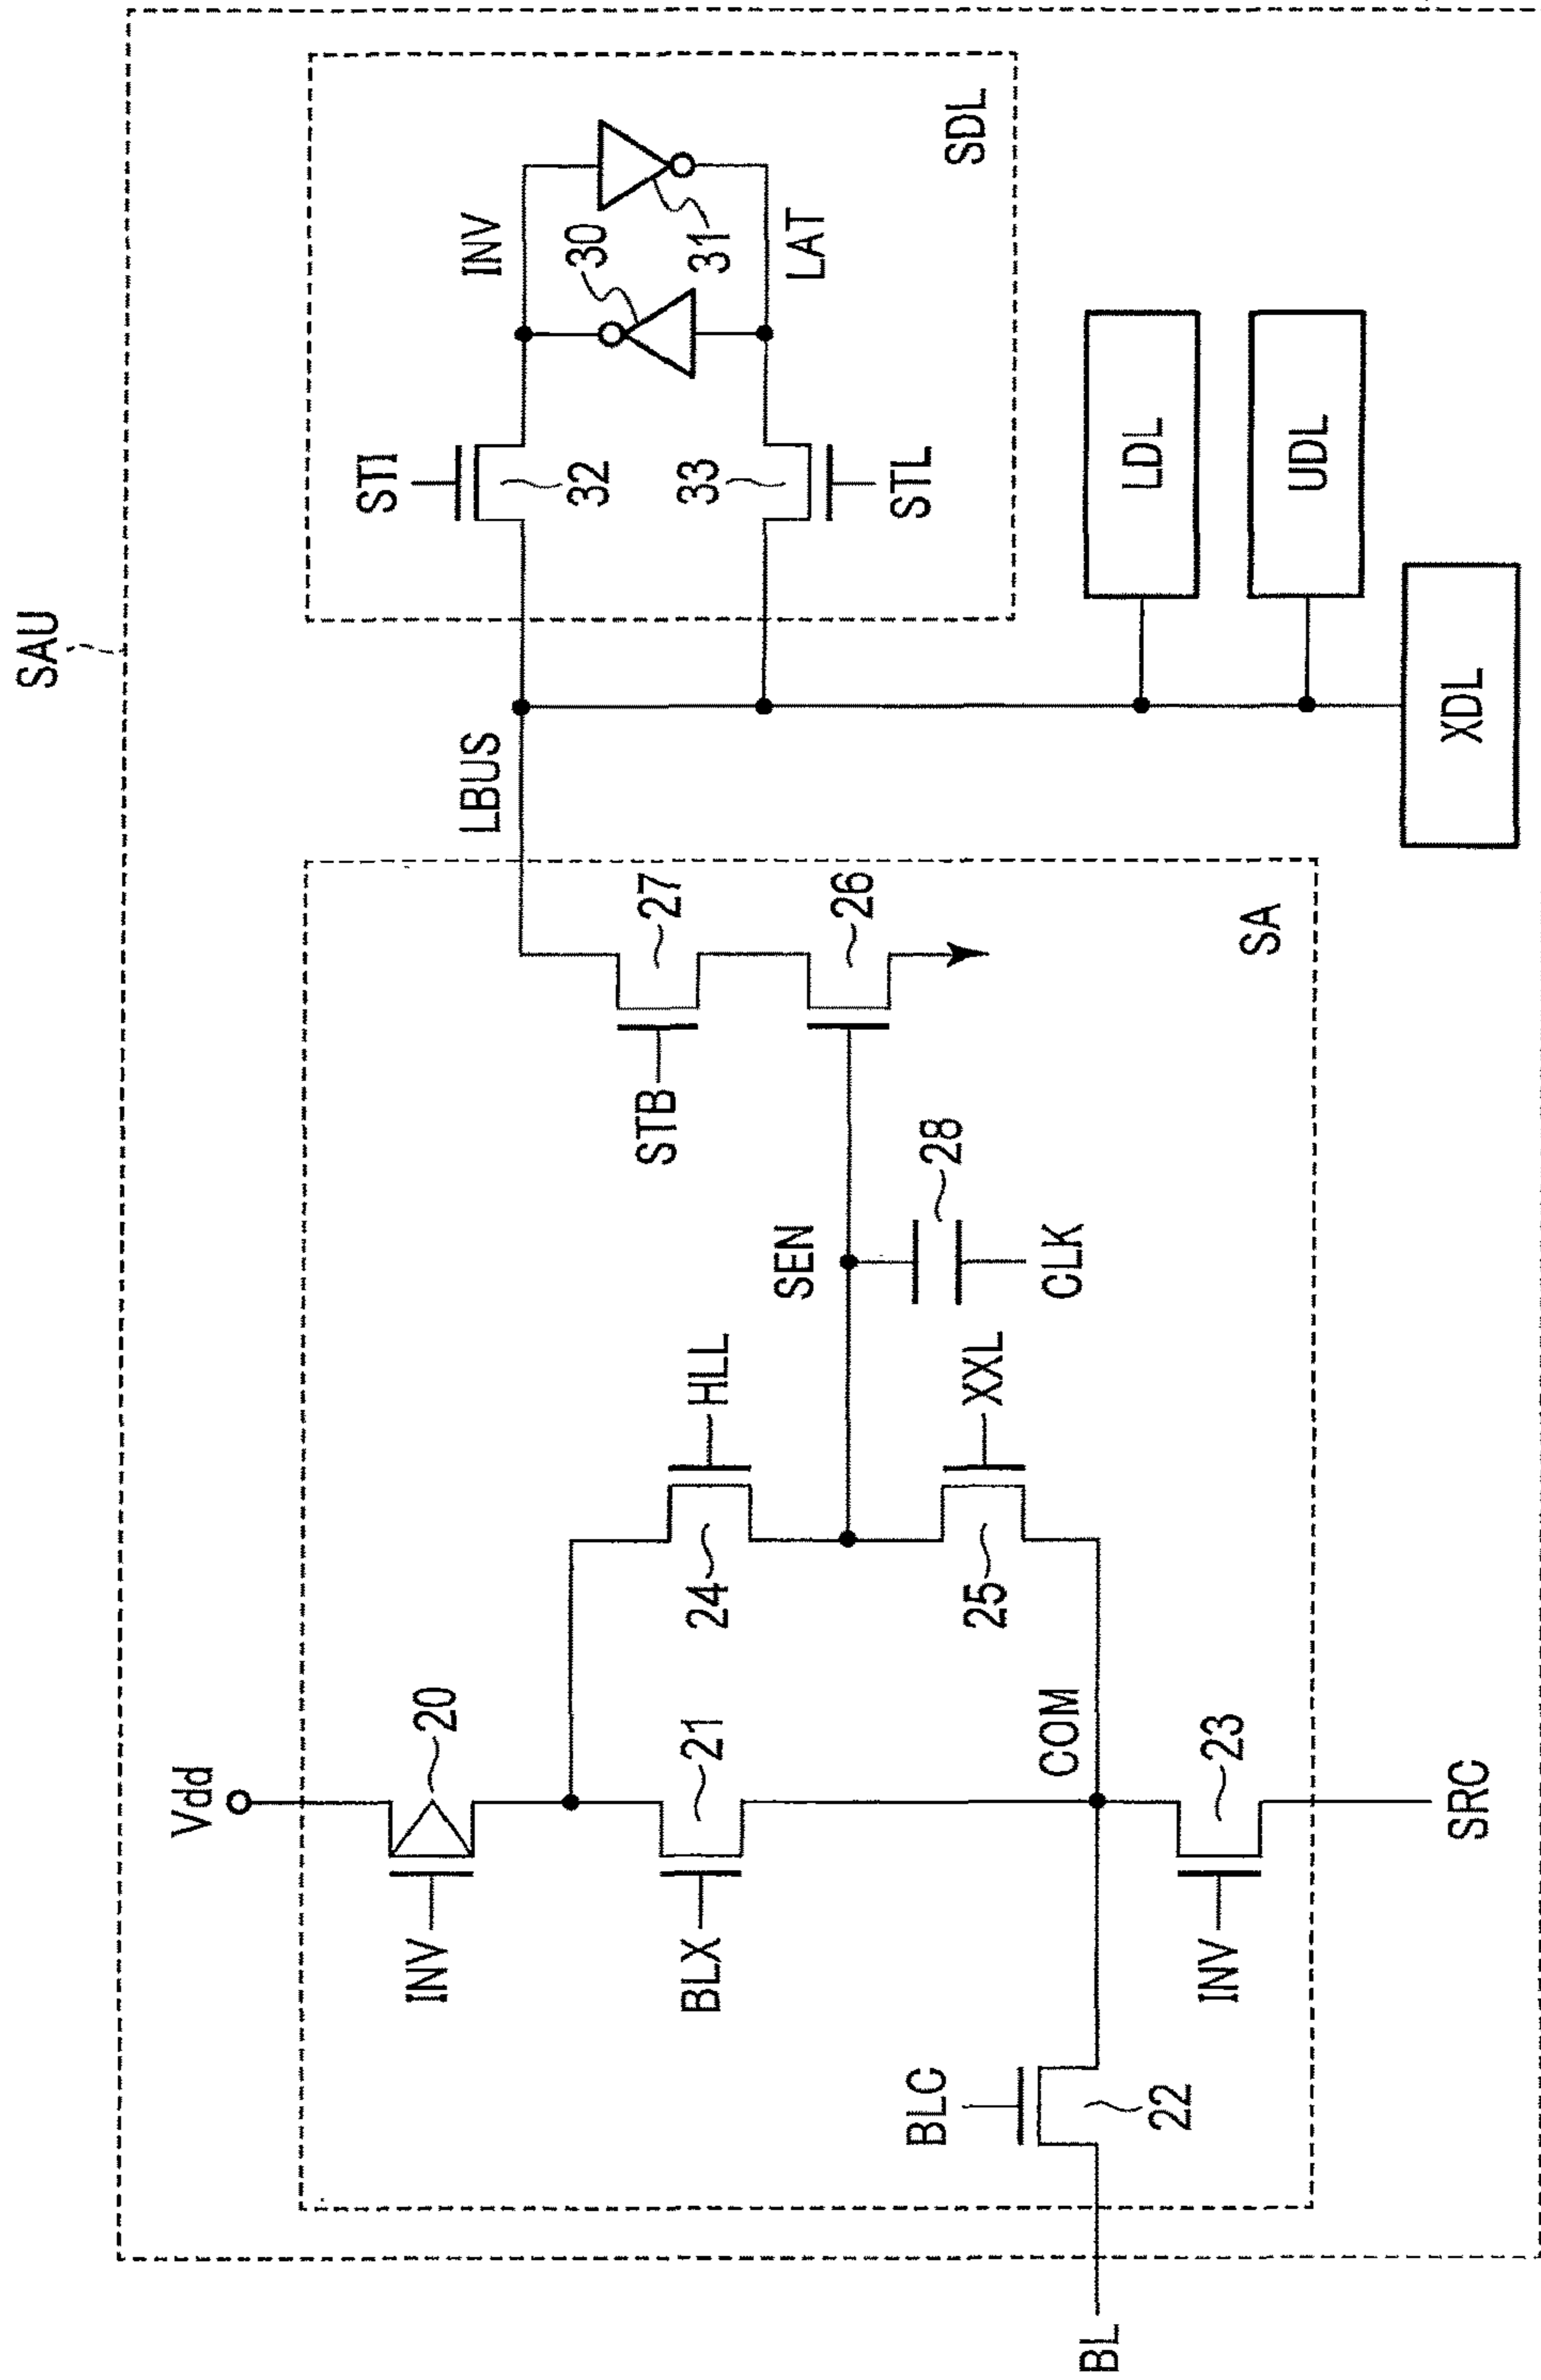 SAU
Vdd
INV
20
BLX
21
HLL
24
STB
27
LBUS
SEN
26
28
CLK
XXL
25
COM
BLC
22
INV
23
SRC
BL
SA
STI
32
INV
30
31
33
STL
LAT
SDL
LDL
UDL
XDL